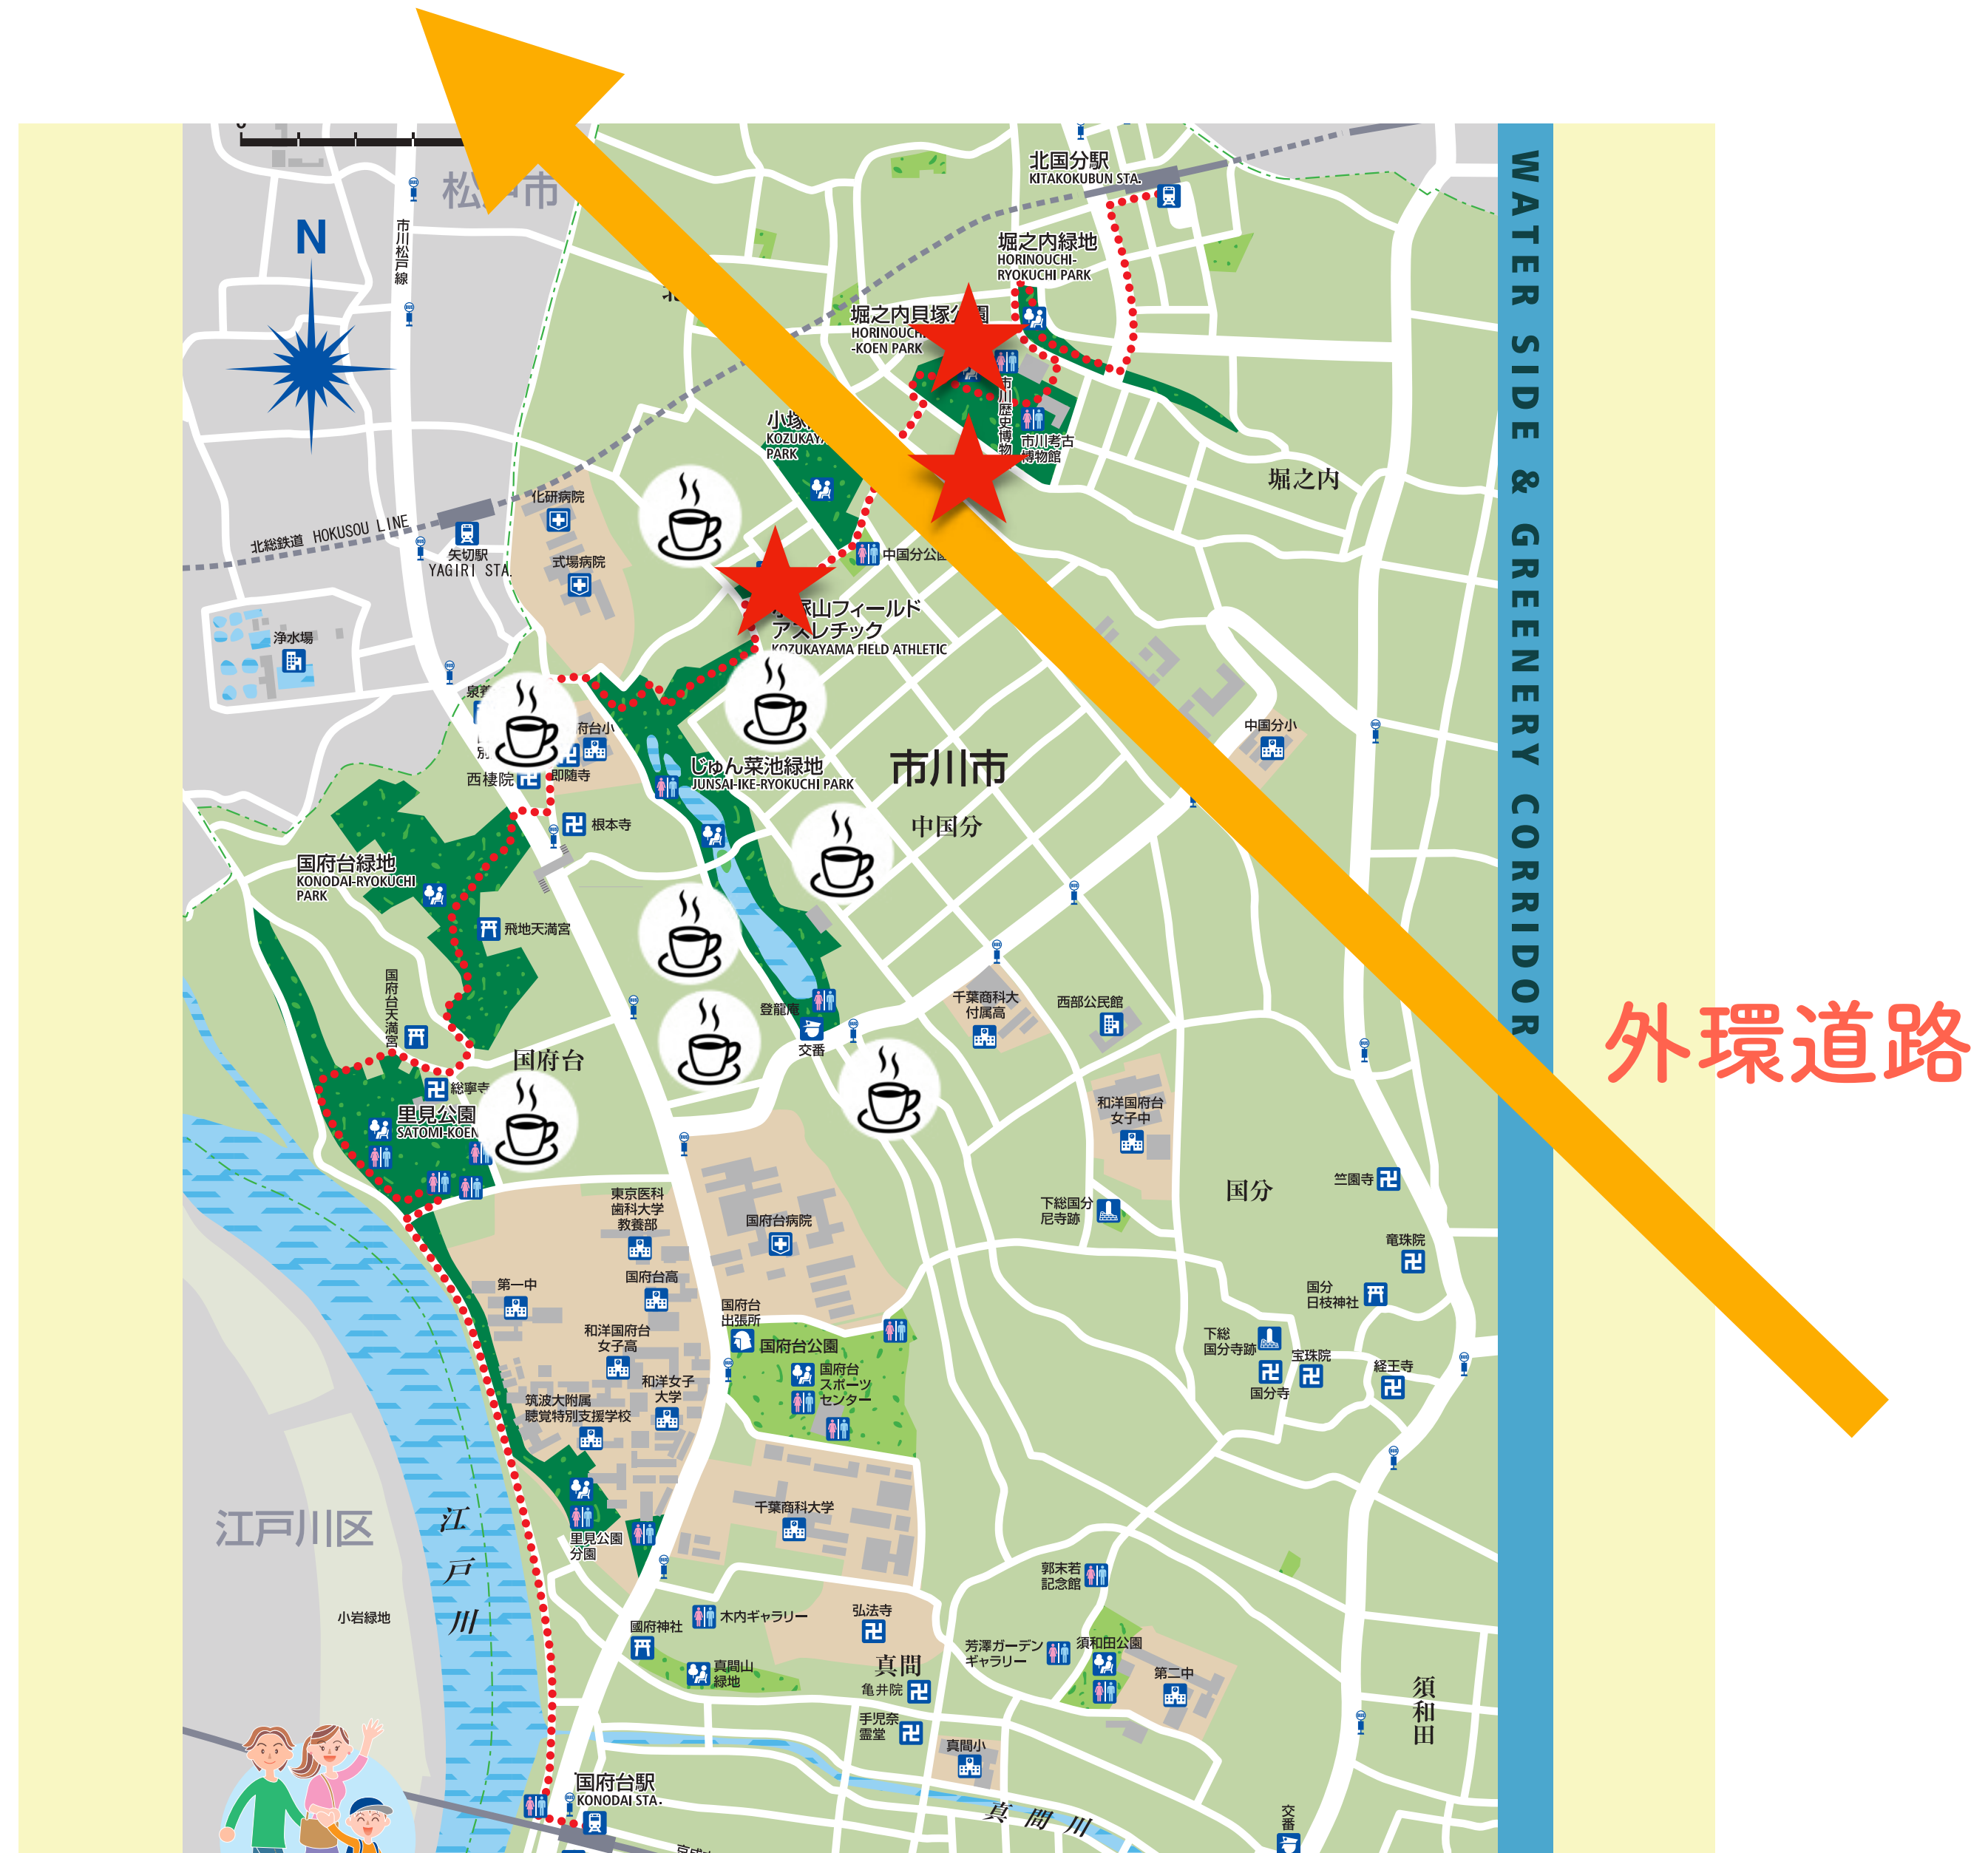 北国分駅
KITAKOKUBUN STA.
松戸市
N
市川松戸線
堀之内緑地
HORINOUCHI-
RYOKUCHI PARK
堀之内貝塚公園
HORINOUCHI
-KOEN PARK
市川歴史博物
市川考古
博物館
堀之内
KOZUKAYA
PARK
化研病院
式場病院
北総鉄道 HOKUSOU LINE
矢切駅
YAGIRI STA.
中国分公園
小塚山フィールド
アスレチック
KOZUKAYAMA FIELD ATHLETIC
浄水場
西棲院
即随寺
根本寺
じゅん菜池緑地
JUNSAI-IKE-RYOKUCHI PARK
市川市
中国分
中国分小
国府台緑地
KONODAI-RYOKUCHI
PARK
飛地天満宮
国府台天満宮
国府台
総寧寺
里見公園
SATOMI-KOEN
登龍庵
交番
千葉商科大
付属高
西部公民館
和洋国府台
女子中
下総国分
尼寺跡
国分
竺園寺
竜珠院
国分
日枝神社
下総
国分寺跡
国分寺
宝珠院
経王寺
東京医科
歯科大学
教養部
国府台病院
第一中
国府台高
国府台
出張所
国府台公園
国府台
スポーツ
センター
和洋国府台
女子高
和洋女子
大学
筑波大附属
聴覚特別支援学校
千葉商科大学
里見公園
分園
江戸川区
江戸川
小岩緑地
國府神社
木内ギャラリー
弘法寺
真間山
緑地
真間
亀井院
手児奈
霊堂
真間小
郭沫若
記念館
芳澤ガーデン
ギャラリー
須和田公園
第二中
須和田
国府台駅
KONODAI STA.
真間川
交番
WATER SIDE & GREENERY CORRIDOR
外環道路